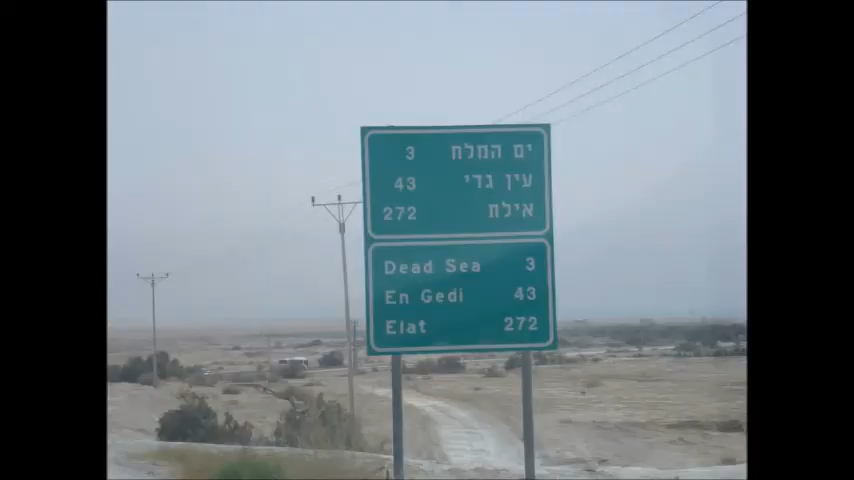 ים המלח 3
עין גדי 43
אילת 272
Dead Sea 3
En Gedi 43
Elat 272